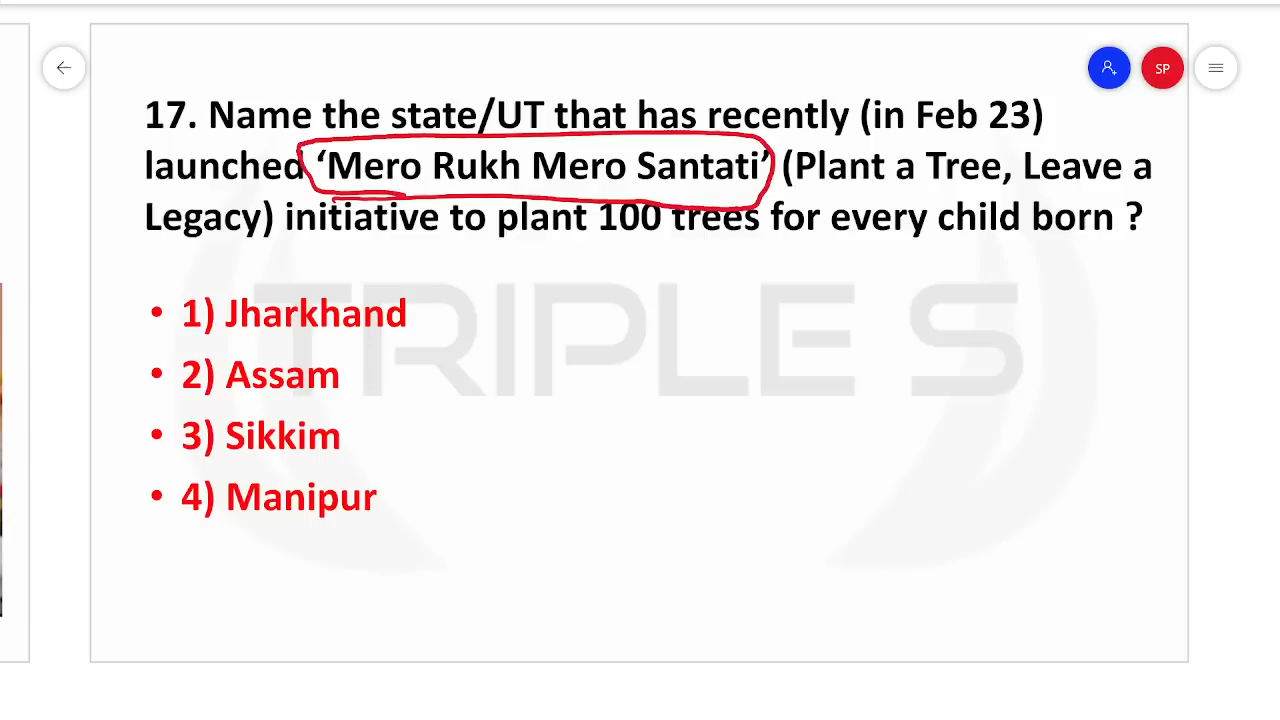 SP
17. Name the state/UT that has recently (in Feb 23)
launched ‘Mero Rukh Mero Santati’ (Plant a Tree, Leave a
Legacy) initiative to plant 100 trees for every child born ?
TRIPLE S
• 1) Jharkhand
• 2) Assam
• 3) Sikkim
• 4) Manipur